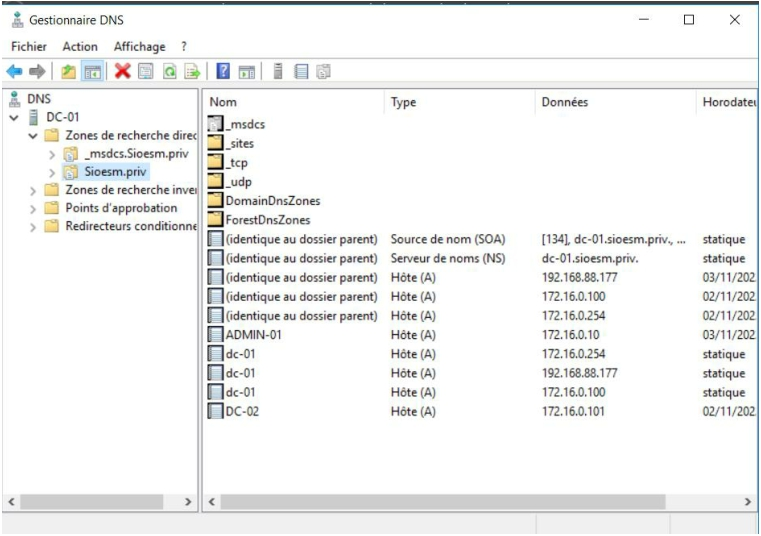 Gestionnaire DNS
Fichier Action Affichage ?
DNS
DC-01
Zones de recherche direc
_msdcs.Sioesm.priv
Sioesm.priv
Zones de recherche inver
Points d'approbation
Redirecteurs conditionne
Nom Type Données Horodateu
_msdcs
_sites
_tcp
_udp
DomainDnsZones
ForestDnsZones
(identique au dossier parent) Source de nom (SOA) [134], dc-01.sioesm.priv., ... statique
(identique au dossier parent) Serveur de noms (NS) dc-01.sioesm.priv. statique
(identique au dossier parent) Hôte (A) 192.168.88.177 03/11/202
(identique au dossier parent) Hôte (A) 172.16.0.100 02/11/202
(identique au dossier parent) Hôte (A) 172.16.0.254 02/11/202
ADMIN-01 Hôte (A) 172.16.0.10 03/11/202
dc-01 Hôte (A) 172.16.0.254 statique
dc-01 Hôte (A) 192.168.88.177 statique
dc-01 Hôte (A) 172.16.0.100 statique
DC-02 Hôte (A) 172.16.0.101 02/11/202